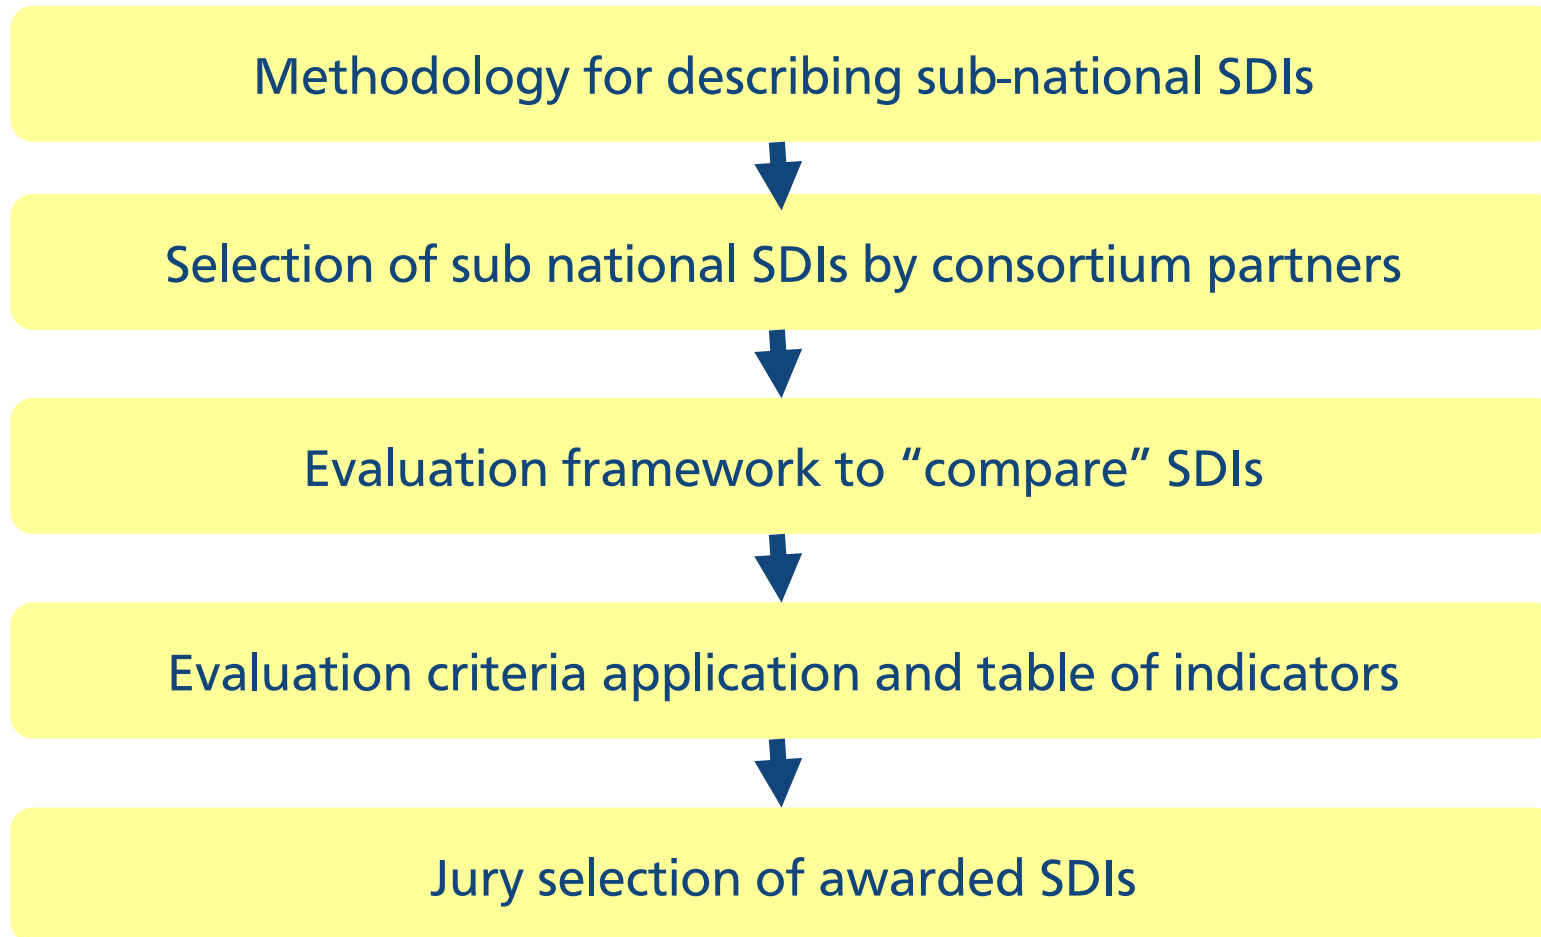 Methodology for describing sub-national SDIs
Selection of sub national SDIs by consortium partners
Evaluation framework to “compare” SDIs
Evaluation criteria application and table of indicators
Jury selection of awarded SDIs